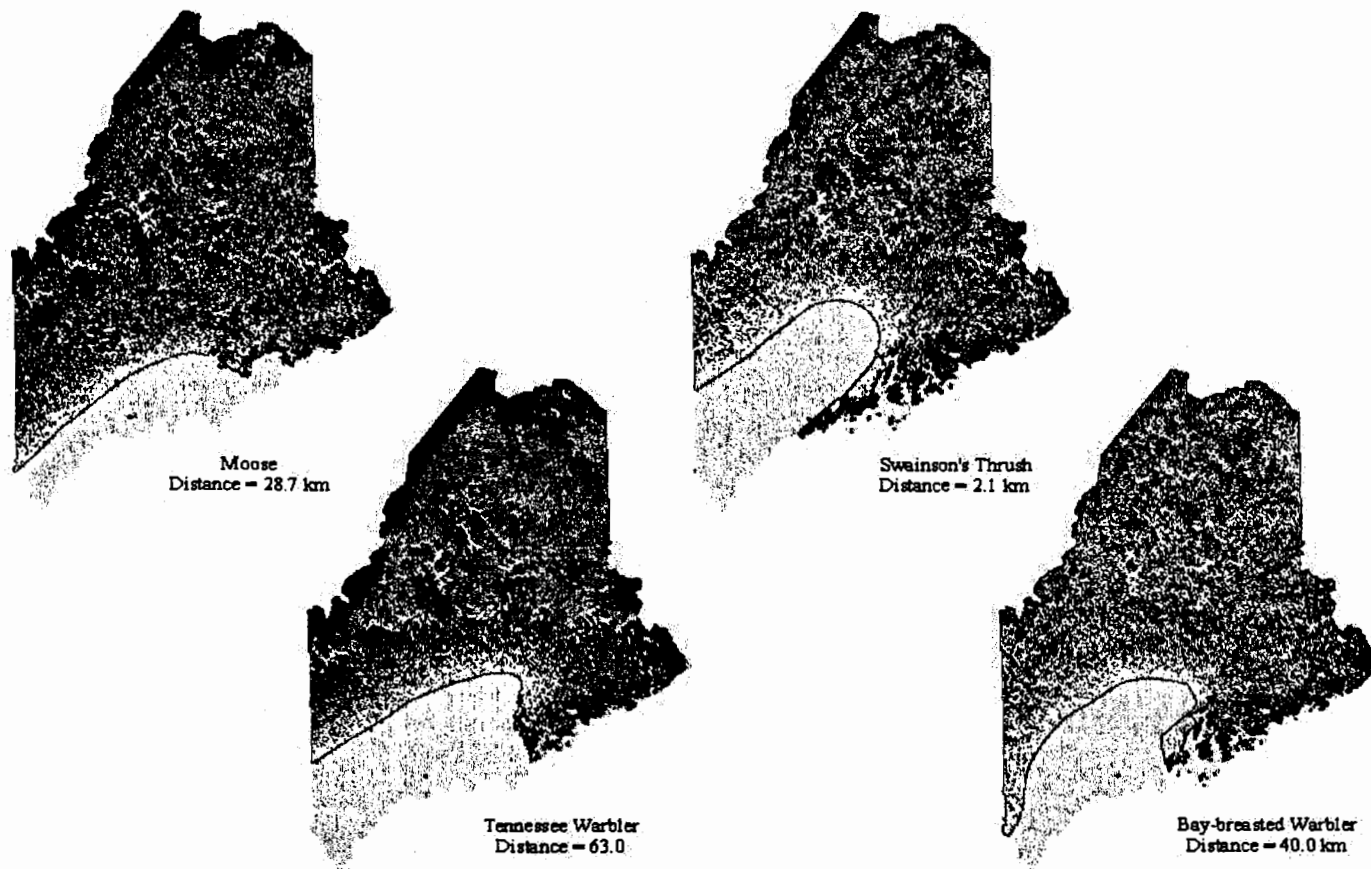 Moose
Distance = 28.7 km
Swainson's Thrush
Distance = 2.1 km
Tennessee Warbler
Distance = 63.0
Bay-breasted Warbler
Distance = 40.0 km